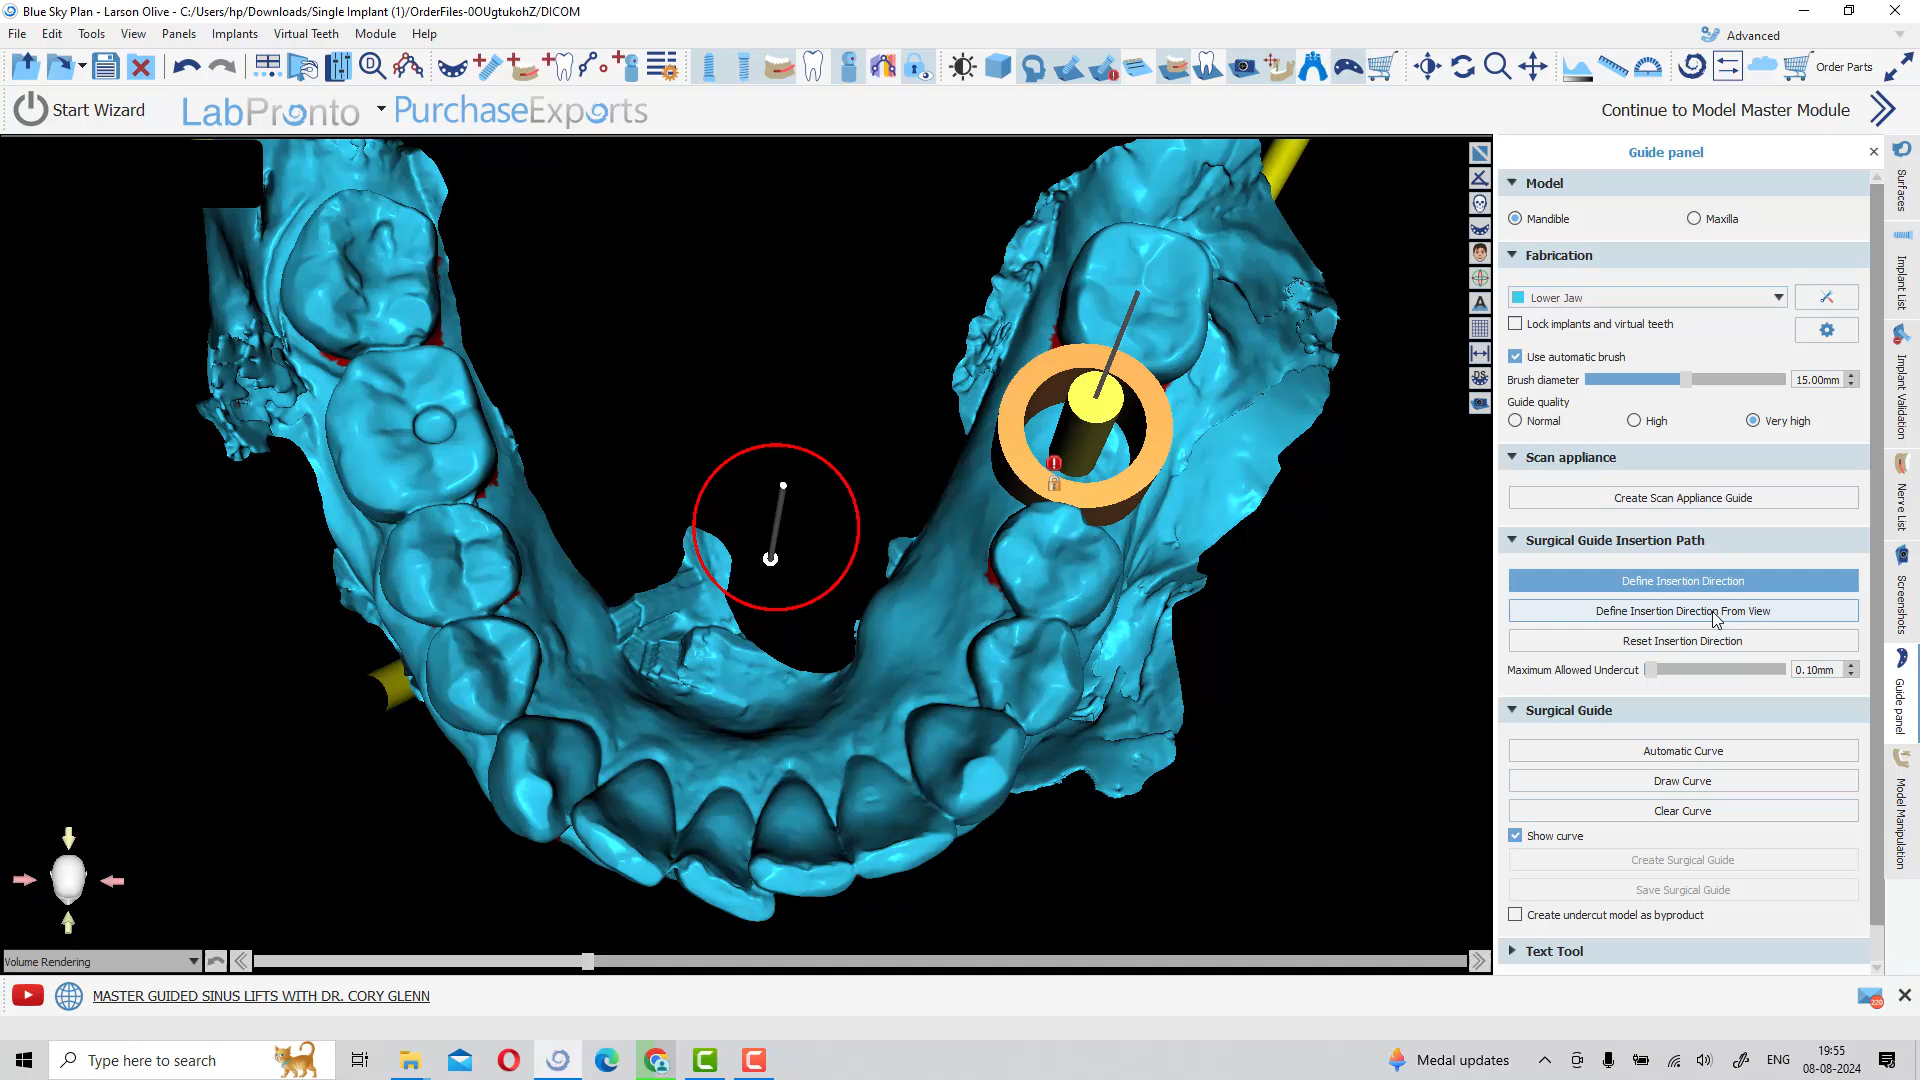 Blue Sky Plan - Larson Olive - C:/Users/hp/Downloads/Single Implant (1)/OrderFiles-0OUgtukohZ/DICOM
File Edit Tools View Panels Implants Virtual Teeth Module Help
Advanced
Order Parts
Start Wizard
LabPronto
PurchaseExports
Continue to Model Master Module
Guide panel
Model
Mandible Maxilla
Fabrication
Lower Jaw
Lock implants and virtual teeth
Use automatic brush
Brush diameter 15.00mm
Guide quality
Normal High Very high
Scan appliance
Create Scan Appliance Guide
Surgical Guide Insertion Path
Define Insertion Direction
Define Insertion Direction From View
Reset Insertion Direction
Maximum Allowed Undercut 0.10mm
Surgical Guide
Automatic Curve
Draw Curve
Clear Curve
Show curve
Create Surgical Guide
Save Surgical Guide
Create undercut model as byproduct
Text Tool
Surfaces
Implant List
Implant Validation
Nerve List
Screenshots
Guide panel
Model Manipulation
Volume Rendering
MASTER GUIDED SINUS LIFTS WITH DR. CORY GLENN
220
Type here to search
Medal updates
ENG
19:55
08-08-2024